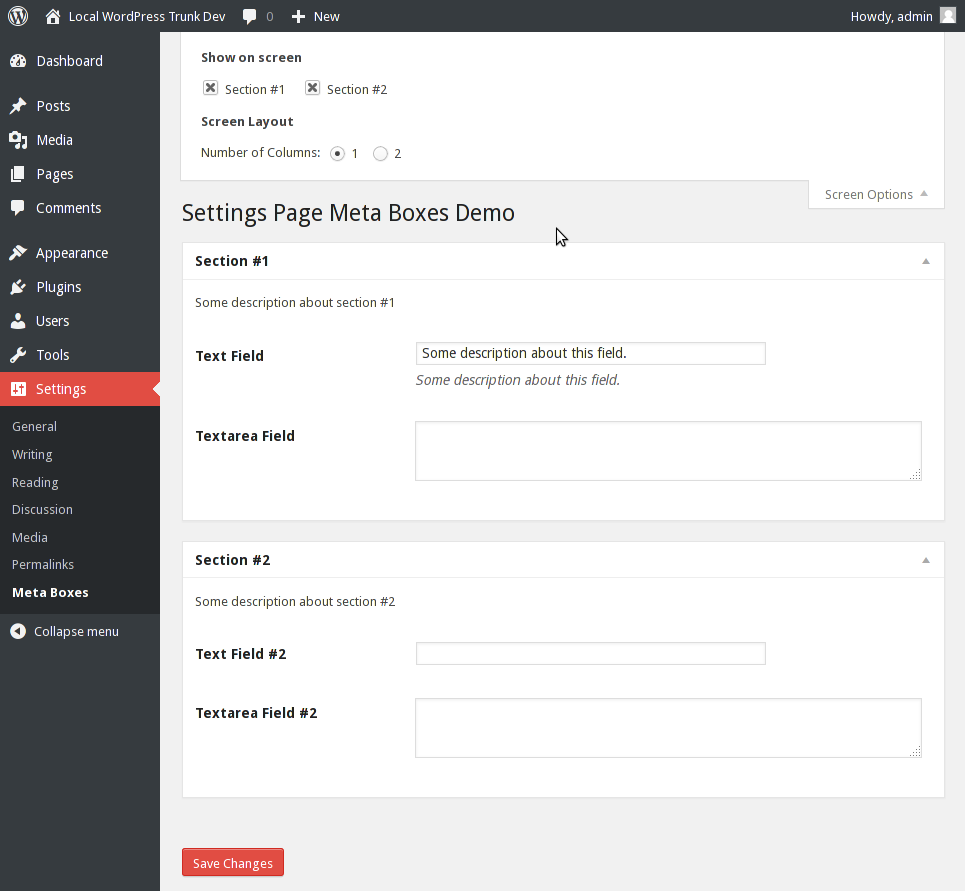 Local WordPress Trunk Dev 0 New Howdy, admin
Dashboard
Posts
Media
Pages
Comments
Appearance
Plugins
Users
Tools
Settings
General
Writing
Reading
Discussion
Media
Permalinks
Meta Boxes
Collapse menu
Show on screen
Section #1 Section #2
Screen Layout
Number of Columns: 1 2
Screen Options
Settings Page Meta Boxes Demo
Section #1
Some description about section #1
Text Field Some description about this field.
Some description about this field.
Textarea Field
Section #2
Some description about section #2
Text Field #2
Textarea Field #2
Save Changes